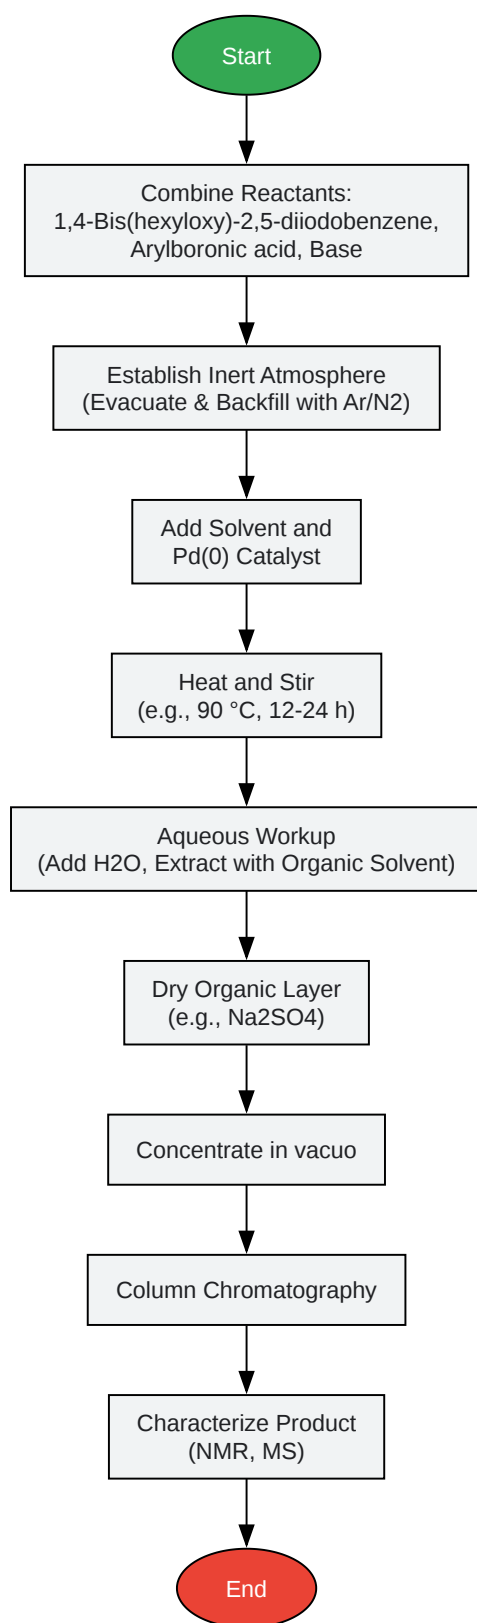 Start
Combine Reactants:
1,4-Bis(hexyloxy)-2,5-diiodobenzene,
Arylboronic acid, Base
Establish Inert Atmosphere
(Evacuate & Backfill with Ar/N2)
Add Solvent and
Pd(0) Catalyst
Heat and Stir
(e.g., 90 °C, 12-24 h)
Aqueous Workup
(Add H2O, Extract with Organic Solvent)
Dry Organic Layer
(e.g., Na2SO4)
Concentrate in vacuo
Column Chromatography
Characterize Product
(NMR, MS)
End